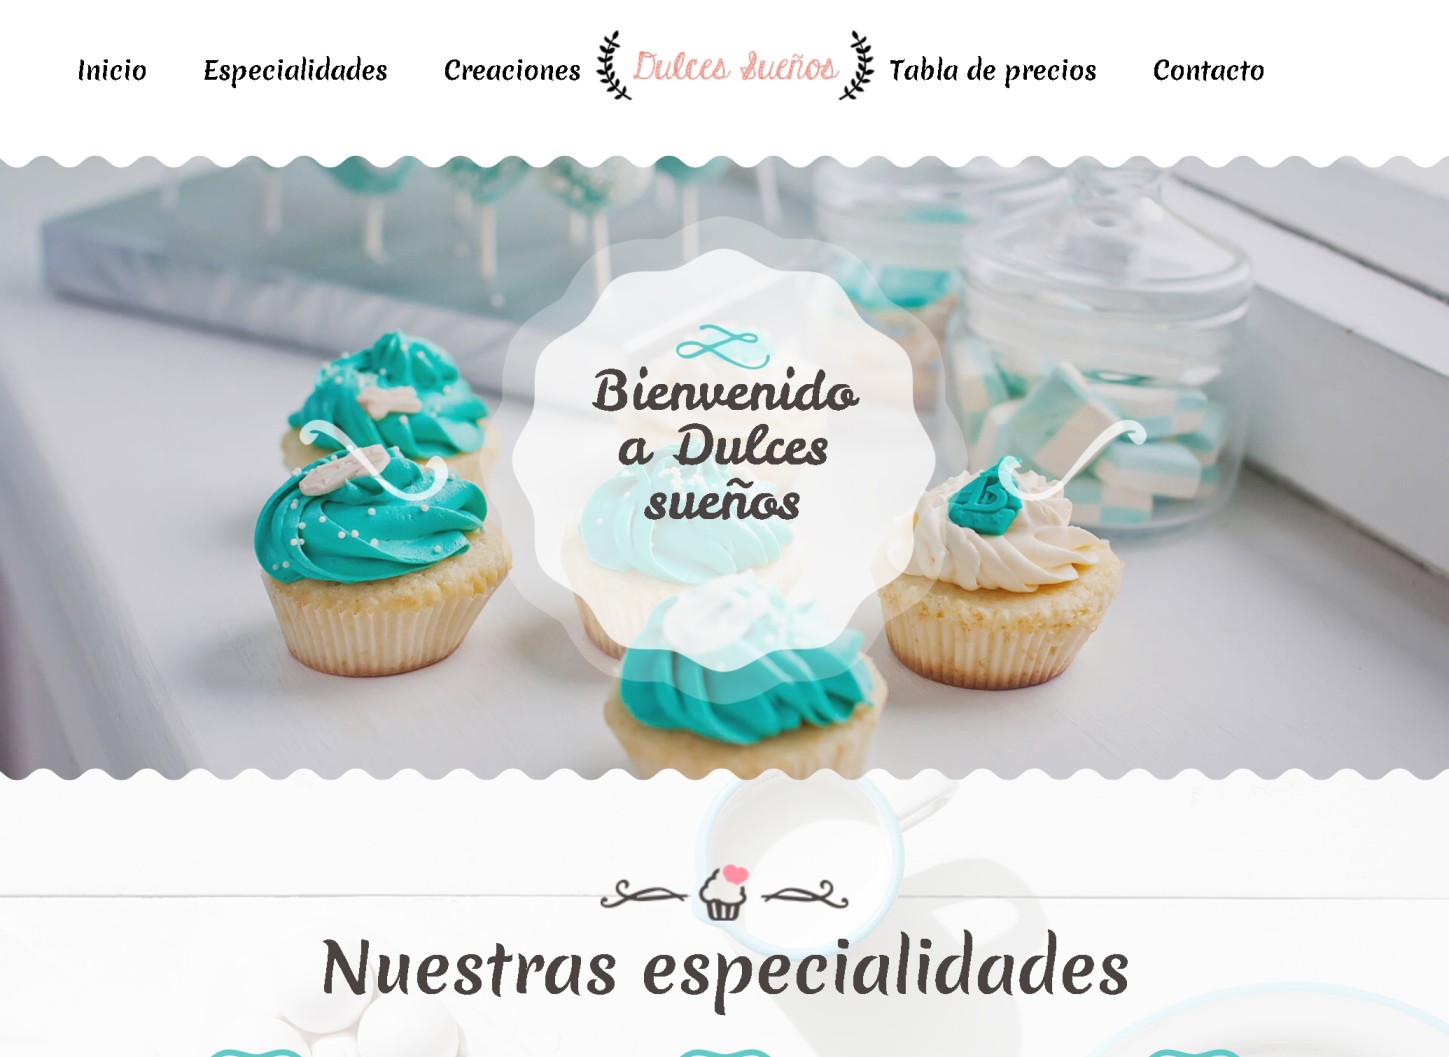 Inicio
Especialidades
Creaciones
Dulces Sueños
Tabla de precios
Contacto
Bienvenido
a Dulces
sueños
Nuestras especialidades